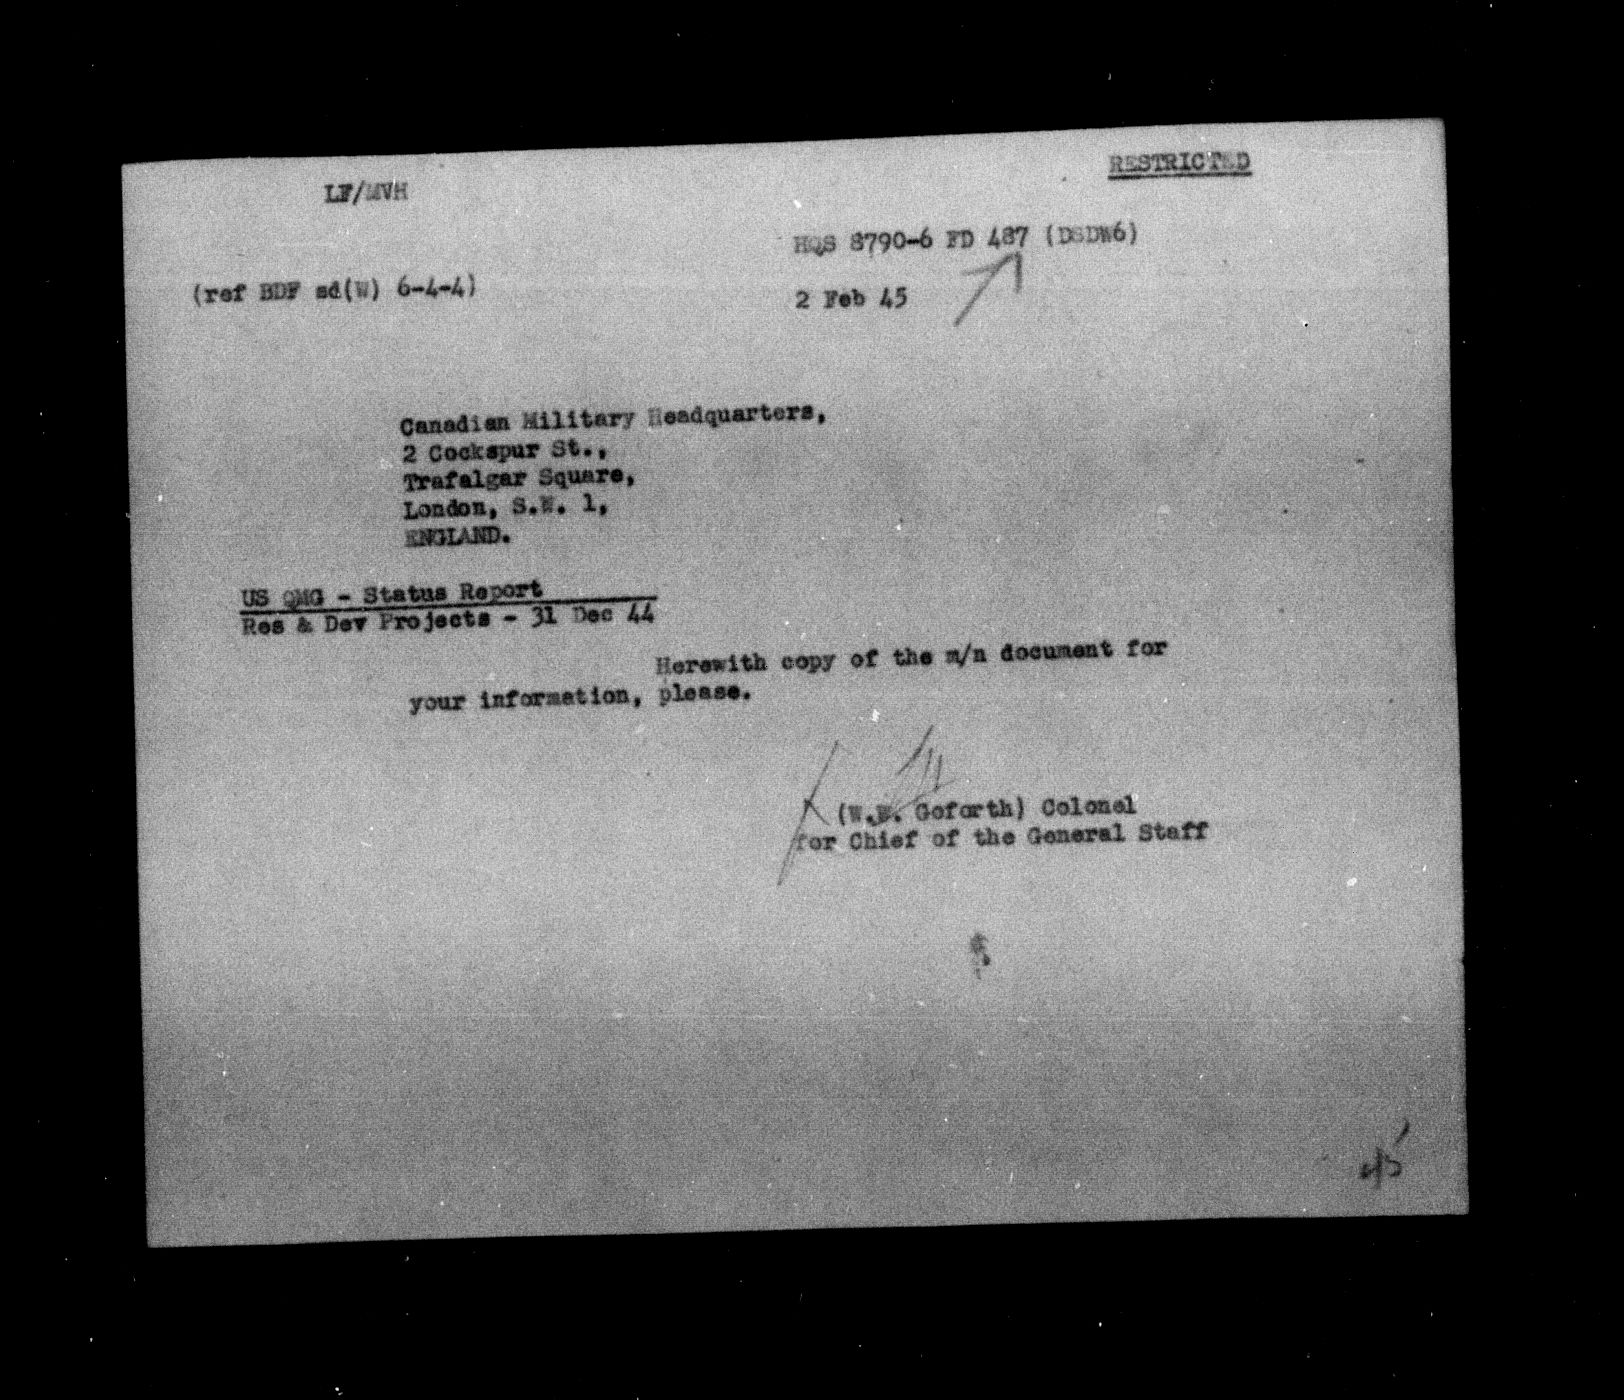 RESTRICTED
LF/MVH
HQS 8790-6 FD 487 (DSDW6)
(ref BDF sd(W) 6-4-4)
2 Feb 45
Canadian Military Headquarters,
2 Cockspur St.,
Trafalgar Square,
London, S.W. 1,
ENGLAND.
US QMG - Status Report
Res & Dev Projects - 31 Dec 44
Herewith copy of the m/n document for
your information, please.
(W.W. Goforth) Colonel
for Chief of the General Staff